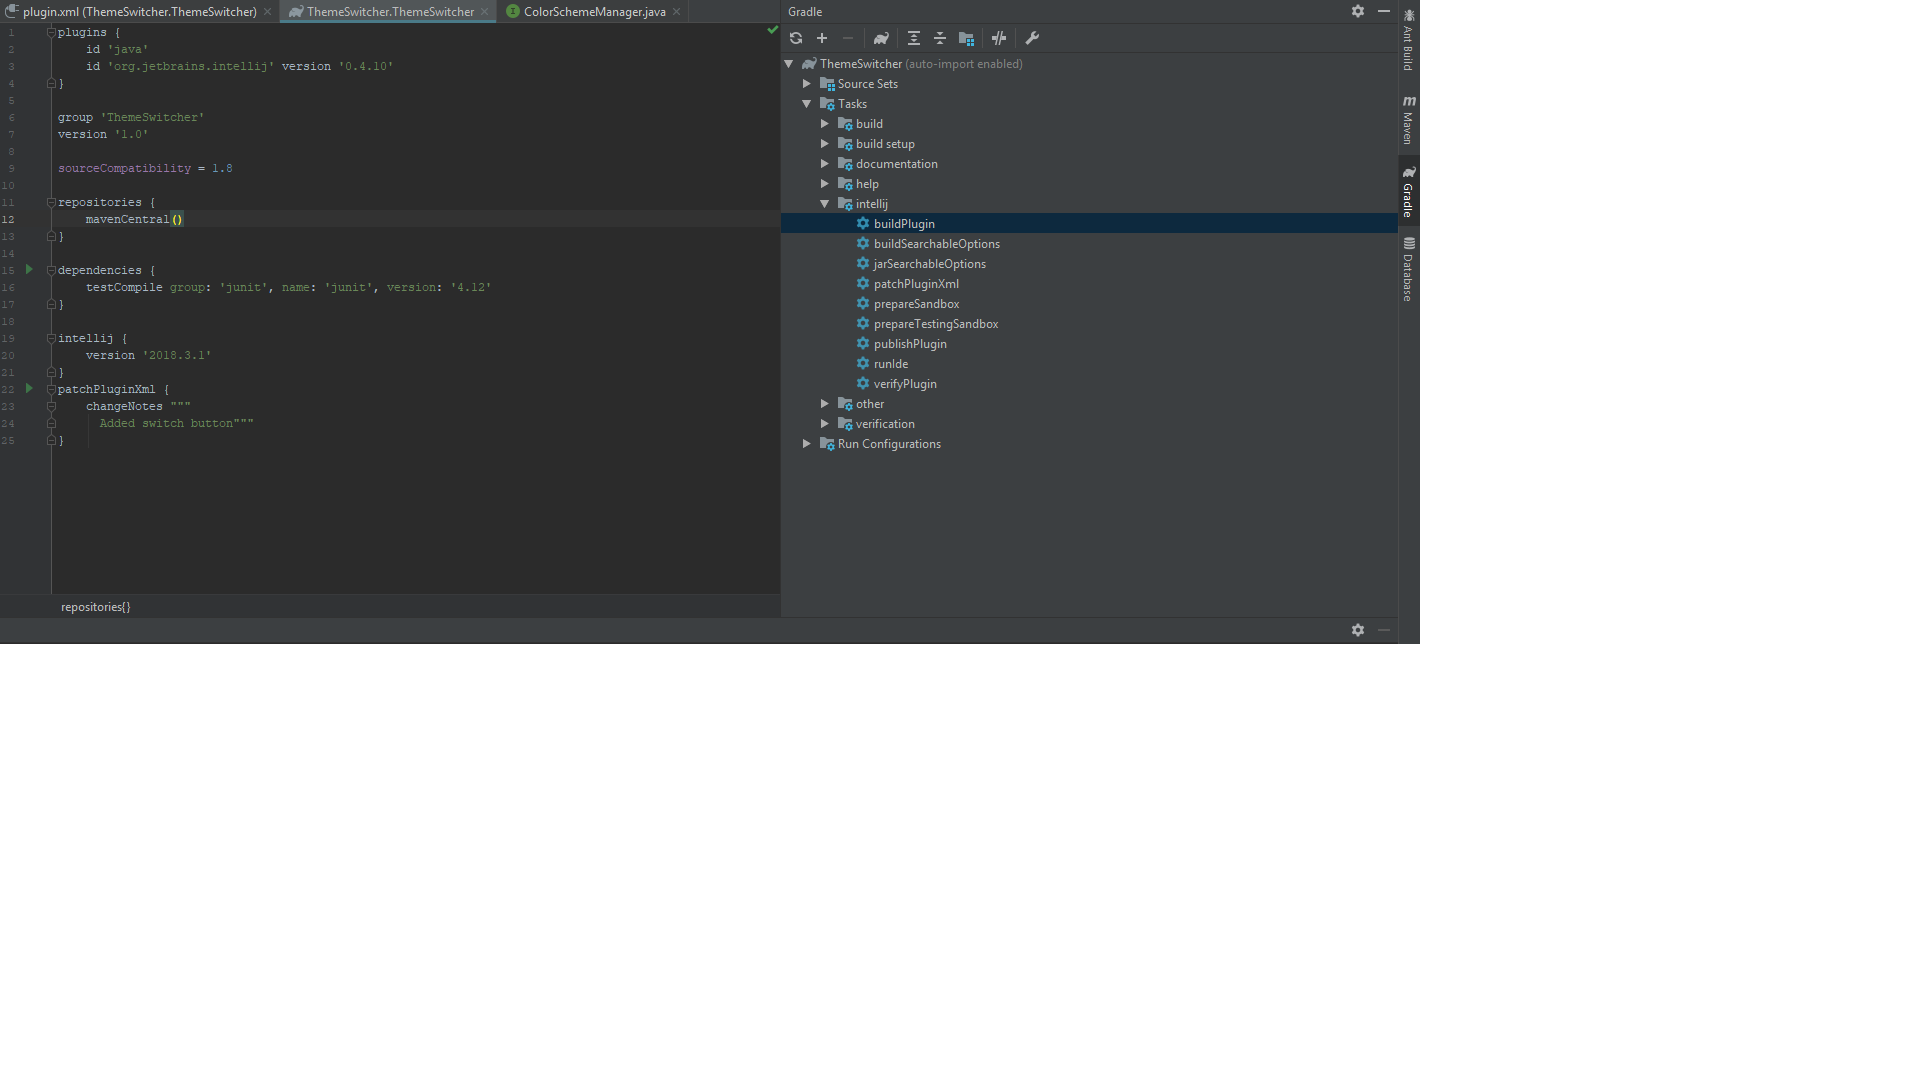 plugin.xml (ThemeSwitcher.ThemeSwitcher)
ThemeSwitcher.ThemeSwitcher
ColorSchemeManager.java
1 plugins {
2 id 'java'
3 id 'org.jetbrains.intellij' version '0.4.10'
4 }
5
6 group 'ThemeSwitcher'
7 version '1.0'
8
9 sourceCompatibility = 1.8
10
11 repositories {
12 mavenCentral()
13 }
14
15 dependencies {
16 testCompile group: 'junit', name: 'junit', version: '4.12'
17 }
18
19 intellij {
20 version '2018.3.1'
21 }
22 patchPluginXml {
23 changeNotes """
24 Added switch button"""
25 }
repositories{}
Gradle
ThemeSwitcher (auto-import enabled)
Source Sets
Tasks
build
build setup
documentation
help
intellij
buildPlugin
buildSearchableOptions
jarSearchableOptions
patchPluginXml
prepareSandbox
prepareTestingSandbox
publishPlugin
runIde
verifyPlugin
other
verification
Run Configurations
Ant Build
m Maven
Gradle
Database